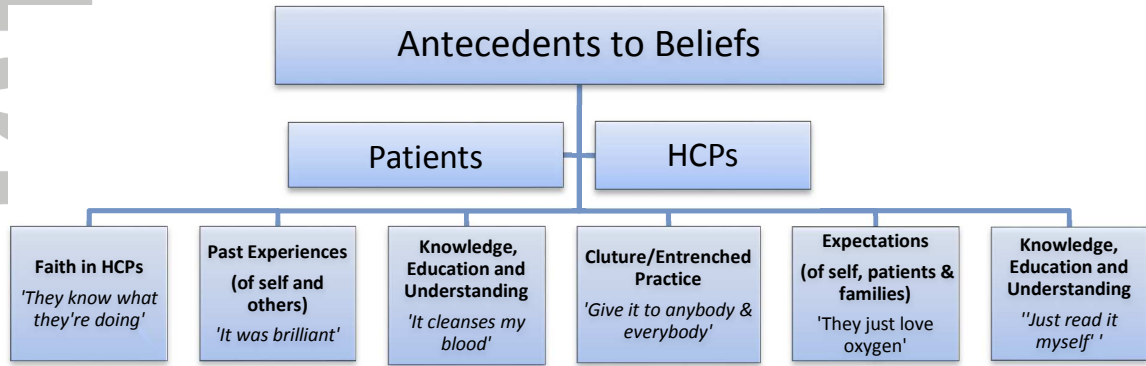 Antecedents to Beliefs
Patients
HCPs
Faith in HCPs
'They know what
they're doing'
Past Experiences
(of self and
others)
'It was brilliant'
Knowledge,
Education and
Understanding
'It cleanses my
blood'
Cluture/Entrenched
Practice
'Give it to anybody &
everybody'
Expectations
(of self, patients &
families)
'They just love
oxygen'
Knowledge,
Education and
Understanding
''Just read it
myself' '